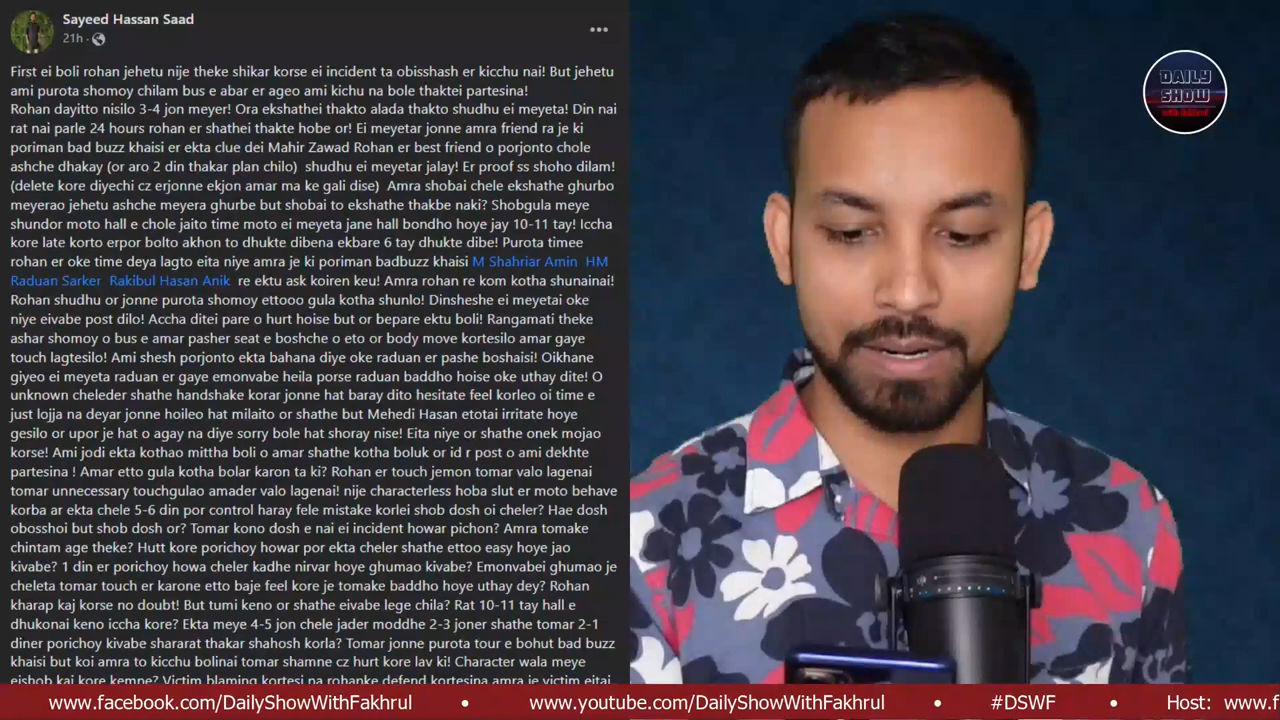 Sayeed Hassan Saad
21h
First ei boli rohan jehetu nije theke shikar korse ei incident ta obisshash er kicchu nai! But jehetu
ami purota shomoy chilam bus e abar er ageo ami kichu na bole thaktei partesina!
Rohan dayitto nisilo 3-4 jon meyer! Ora ekshathei thakto alada thakto shudhu ei meyeta! Din nai
rat nai parle 24 hours rohan er shathei thakte hobe or! Ei meyetar jonne amra friend ra je ki
poriman bad buzz khaisi er ekta clue dei Mahir Zawad Rohan er best friend o porjonto chole
ashche dhakay (or aro 2 din thakar plan chilo) shudhu ei meyetar jalay! Er proof ss shoho dilam!
(delete kore diyechi cz erjonne ekjon amar ma ke gali dise) Amra shobai chele ekshathe ghurbo
meyerao jehetu ashche meyera ghurbe but shobai to ekshathe thakbe naki? Shobgula meye
shundor moto hall e chole jaito time moto ei meyeta jane hall bondho hoye jay 10-11 tay! Iccha
kore late korto erpor bolto akhon to dhukte dibena ekbare 6 tay dhukte dibe! Purota timee
rohan er oke time deya lagto eita niye amra je ki poriman badbuzz khaisi M Shahriar Amin HM
Raduan Sarker Rakibul Hasan Anik re ektu ask koiren keu! Amra rohan re kom kotha shunainai!
Rohan shudhu or jonne purota shomoy ettooo gula kotha shunlo! Dinsheshe ei meyetai oke
niye eivabe post dilo! Accha ditei pare o hurt hoise but or bepare ektu boli! Rangamati theke
ashar shomoy o bus e amar pasher seat e boshche o eto or body move kortesilo amar gaye
touch lagtesilo! Ami shesh porjonto ekta bahana diye oke raduan er pashe boshaisi! Oikhane
giyeo ei meyeta raduan er gaye emonvabe heila porse raduan baddho hoise oke uthay dite! O
unknown cheleder shathe handshake korar jonne hat baray dito hesitate feel korleo oi time e
just lojja na deyar jonne hoileo hat milaito or shathe but Mehedi Hasan etotai irritate hoye
gesilo or upor je hat o agay na diye sorry bole hat shoray nise! Eita niye or shathe onek mojao
korse! Ami jodi ekta kothao mittha boli o amar shathe kotha boluk or id r post o ami dekhte
partesina ! Amar etto gula kotha bolar karon ta ki? Rohan er touch jemon tomar valo lagenai
tomar unnecessary touchgulao amader valo lagenai! nije characterless hoba slut er moto behave
korba ar ekta chele 5-6 din por control haray fele mistake korlei shob dosh oi cheler? Hae dosh
obosshoi but shob dosh or? Tomar kono dosh e nai ei incident howar pichon? Amra tomake
chintam age theke? Hutt kore porichoy howar por ekta cheler shathe ettoo easy hoye jao
kivabe? 1 din er porichoy howa cheler kadhe nirvar hoye ghumao kivabe? Emonvabei ghumao je
cheleta tomar touch er karone etto baje feel kore je tomake baddho hoye uthay dey? Rohan
kharap kaj korse no doubt! But tumi keno or shathe eivabe lege chila? Rat 10-11 tay hall e
dhukonai keno iccha kore? Ekta meye 4-5 jon chele jader moddhe 2-3 joner shathe tomar 2-1
diner porichoy kivabe shararat thakar shahosh korla? Tomar jonne purota tour e bohut bad buzz
khaisi but koi amra to kicchu bolinai tomar shamne cz hurt kore lav ki! Character wala meye
eishob kaj kore kemne? Victim blaming kortesi na rohanke defend kortesina amra je victim eitai
DAILY
SHOW
www.facebook.com/DailyShowWithFakhrul • www.youtube.com/DailyShowWithFakhrul • #DSWF • Host: www.f